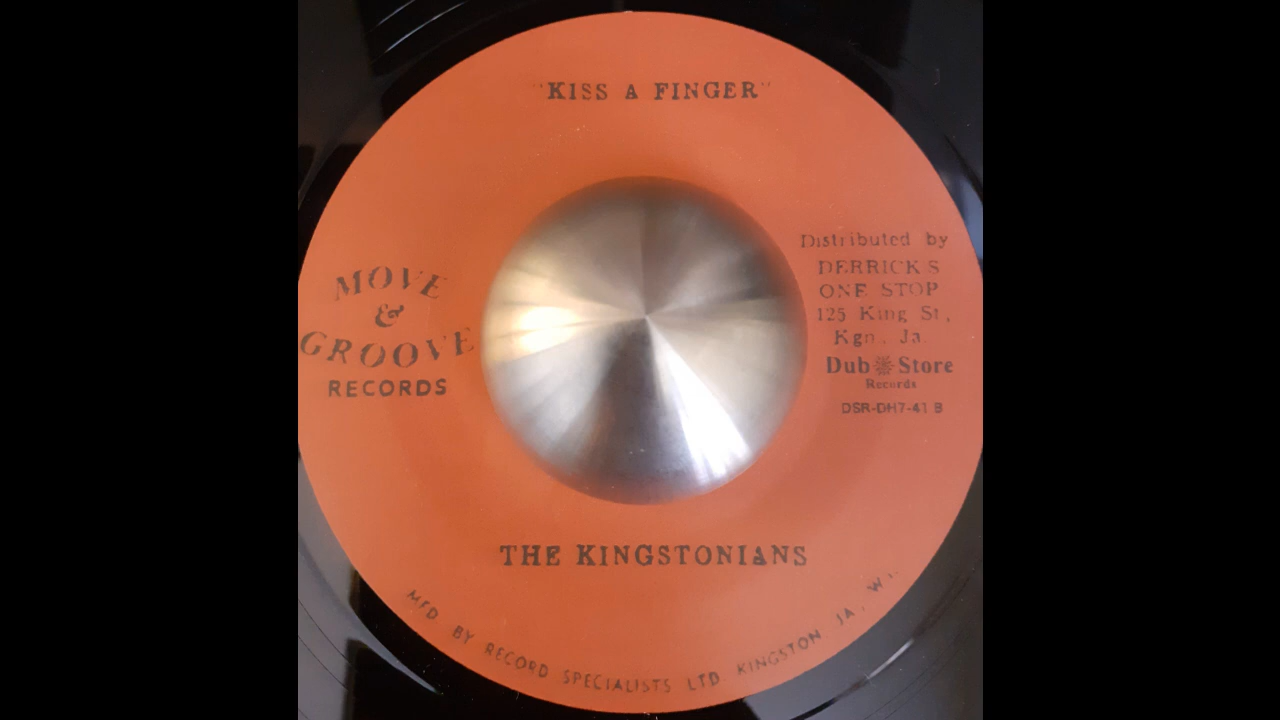 "KISS A FINGER"
MOVE
&
GROOVE
RECORDS
Distributed by
DERRICK S
ONE STOP
125 King St,
Kgn., Ja.
Dub Store
Records
DSR-DH7-41 B
THE KINGSTONIANS
MFD BY RECORD SPECIALISTS LTD KINGSTON JA, W.I.